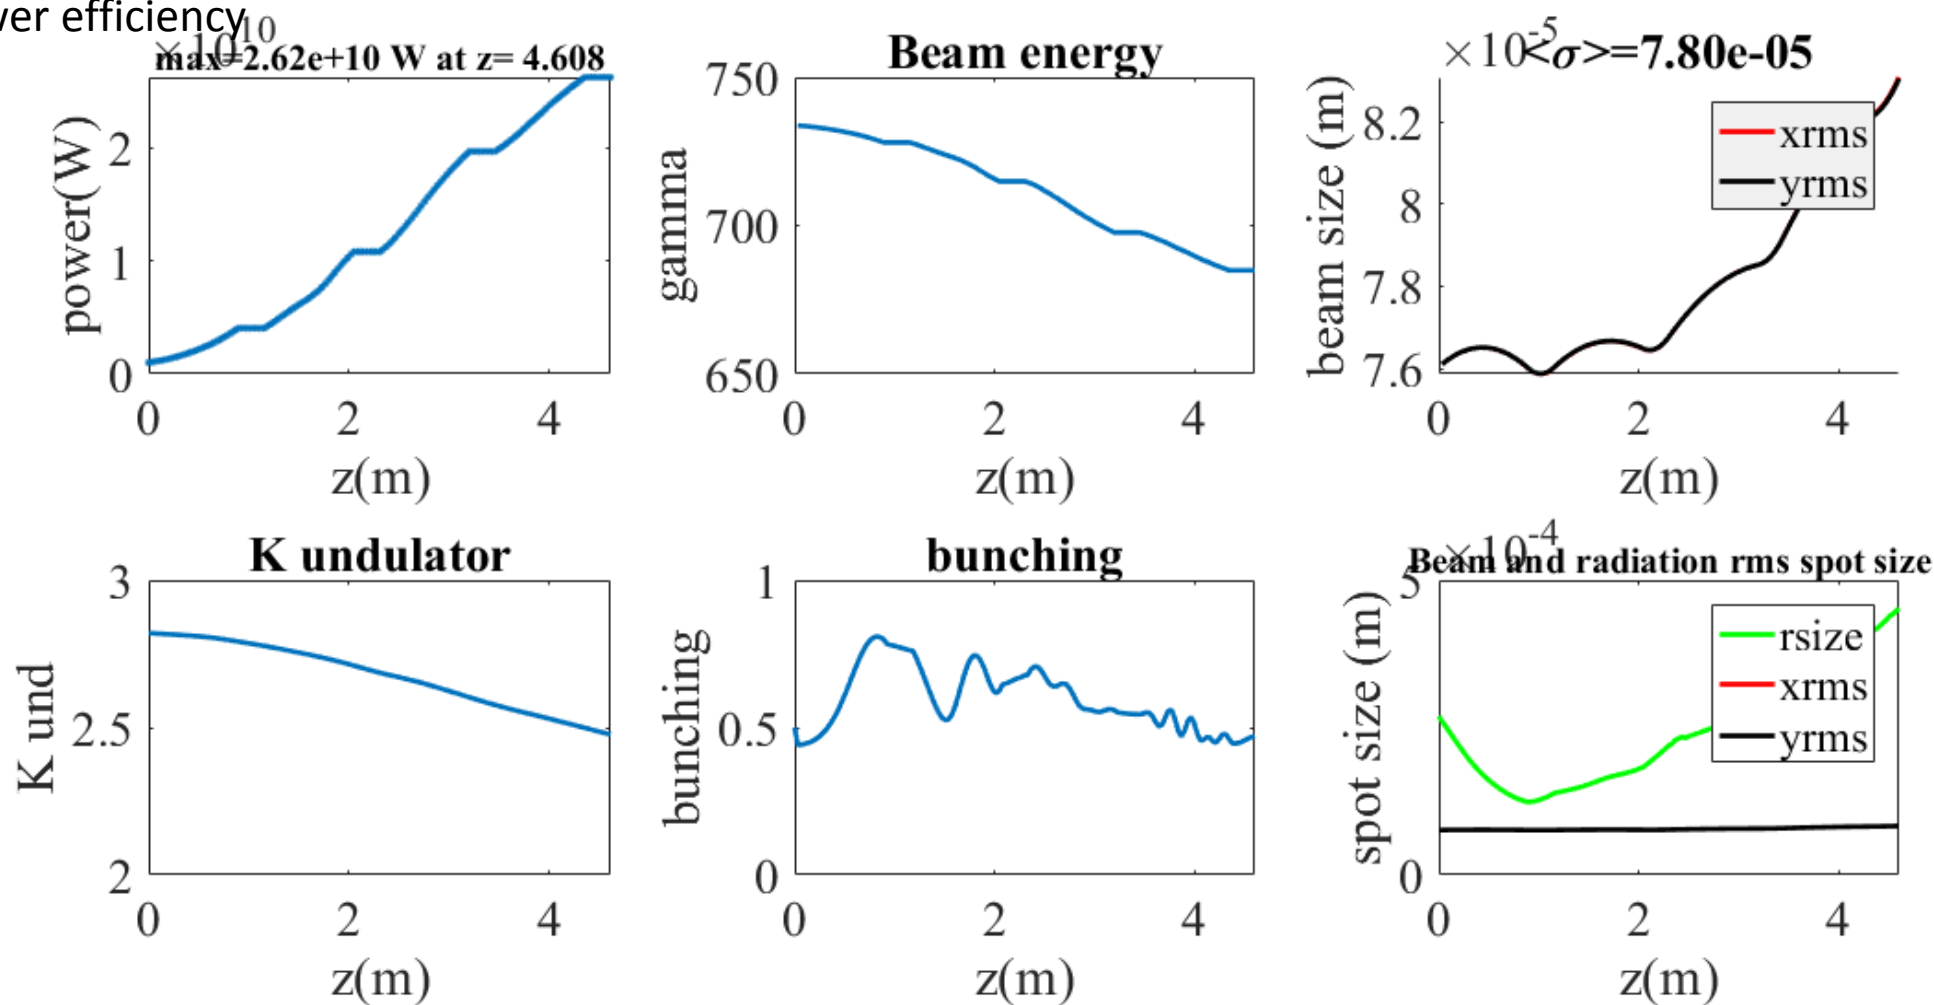 ver efficiency
×10^10
max=2.62e+10 W at z= 4.608
power(W)
2
1
0
0 2 4
z(m)
Beam energy
gamma
750
700
650
0 2 4
z(m)
×10^-5
<σ>=7.80e-05
beam size (m)
8.2
8
7.8
7.6
xrms
yrms
0 2 4
z(m)
K undulator
K und
3
2.5
2
0 2 4
z(m)
bunching
bunching
1
0.5
0
0 2 4
z(m)
×10^-4
Beam and radiation rms spot size
spot size (m)
5
0
rsize
xrms
yrms
0 2 4
z(m)